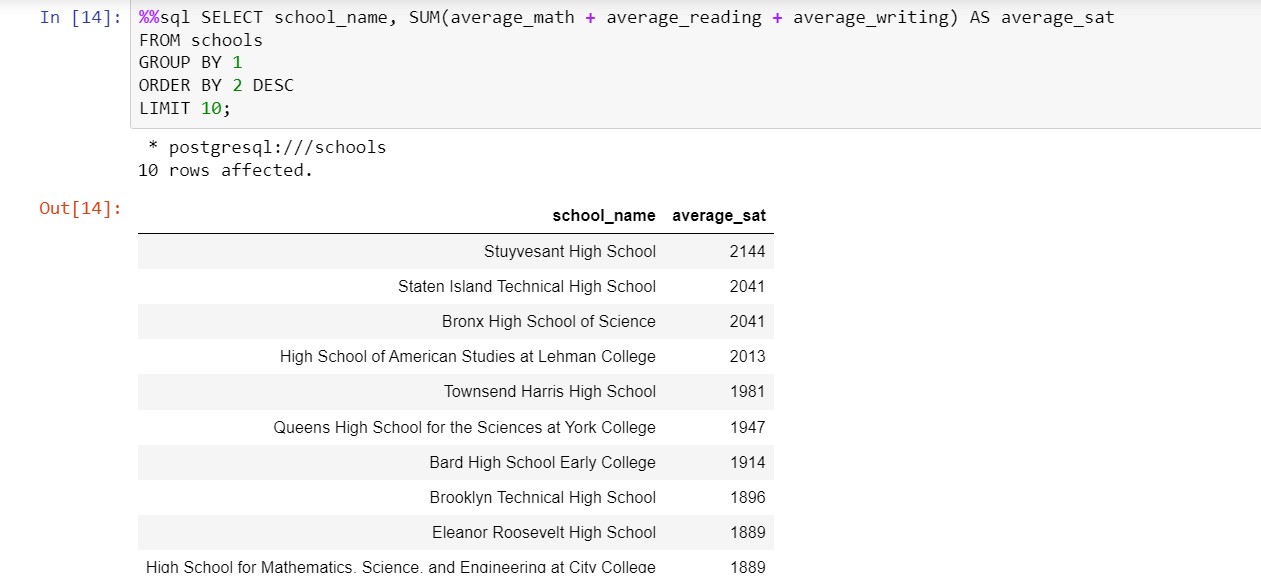 In [14]: %%sql SELECT school_name, SUM(average_math + average_reading + average_writing) AS average_sat
FROM schools
GROUP BY 1
ORDER BY 2 DESC
LIMIT 10;
* postgresql:///schools
10 rows affected.
Out[14]:
school_name average_sat
Stuyvesant High School 2144
Staten Island Technical High School 2041
Bronx High School of Science 2041
High School of American Studies at Lehman College 2013
Townsend Harris High School 1981
Queens High School for the Sciences at York College 1947
Bard High School Early College 1914
Brooklyn Technical High School 1896
Eleanor Roosevelt High School 1889
High School for Mathematics, Science, and Engineering at City College 1889